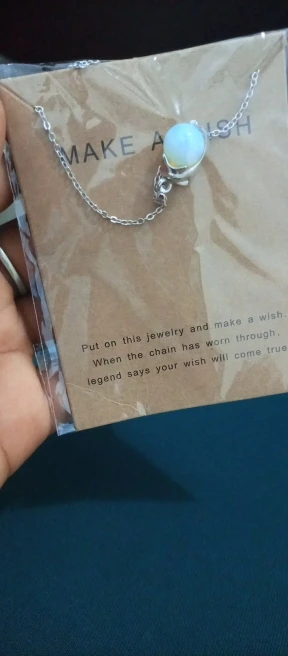 MAKE A WISH
Put on this jewelry and make a wish.
When the chain has worn through,
legend says your wish will come true